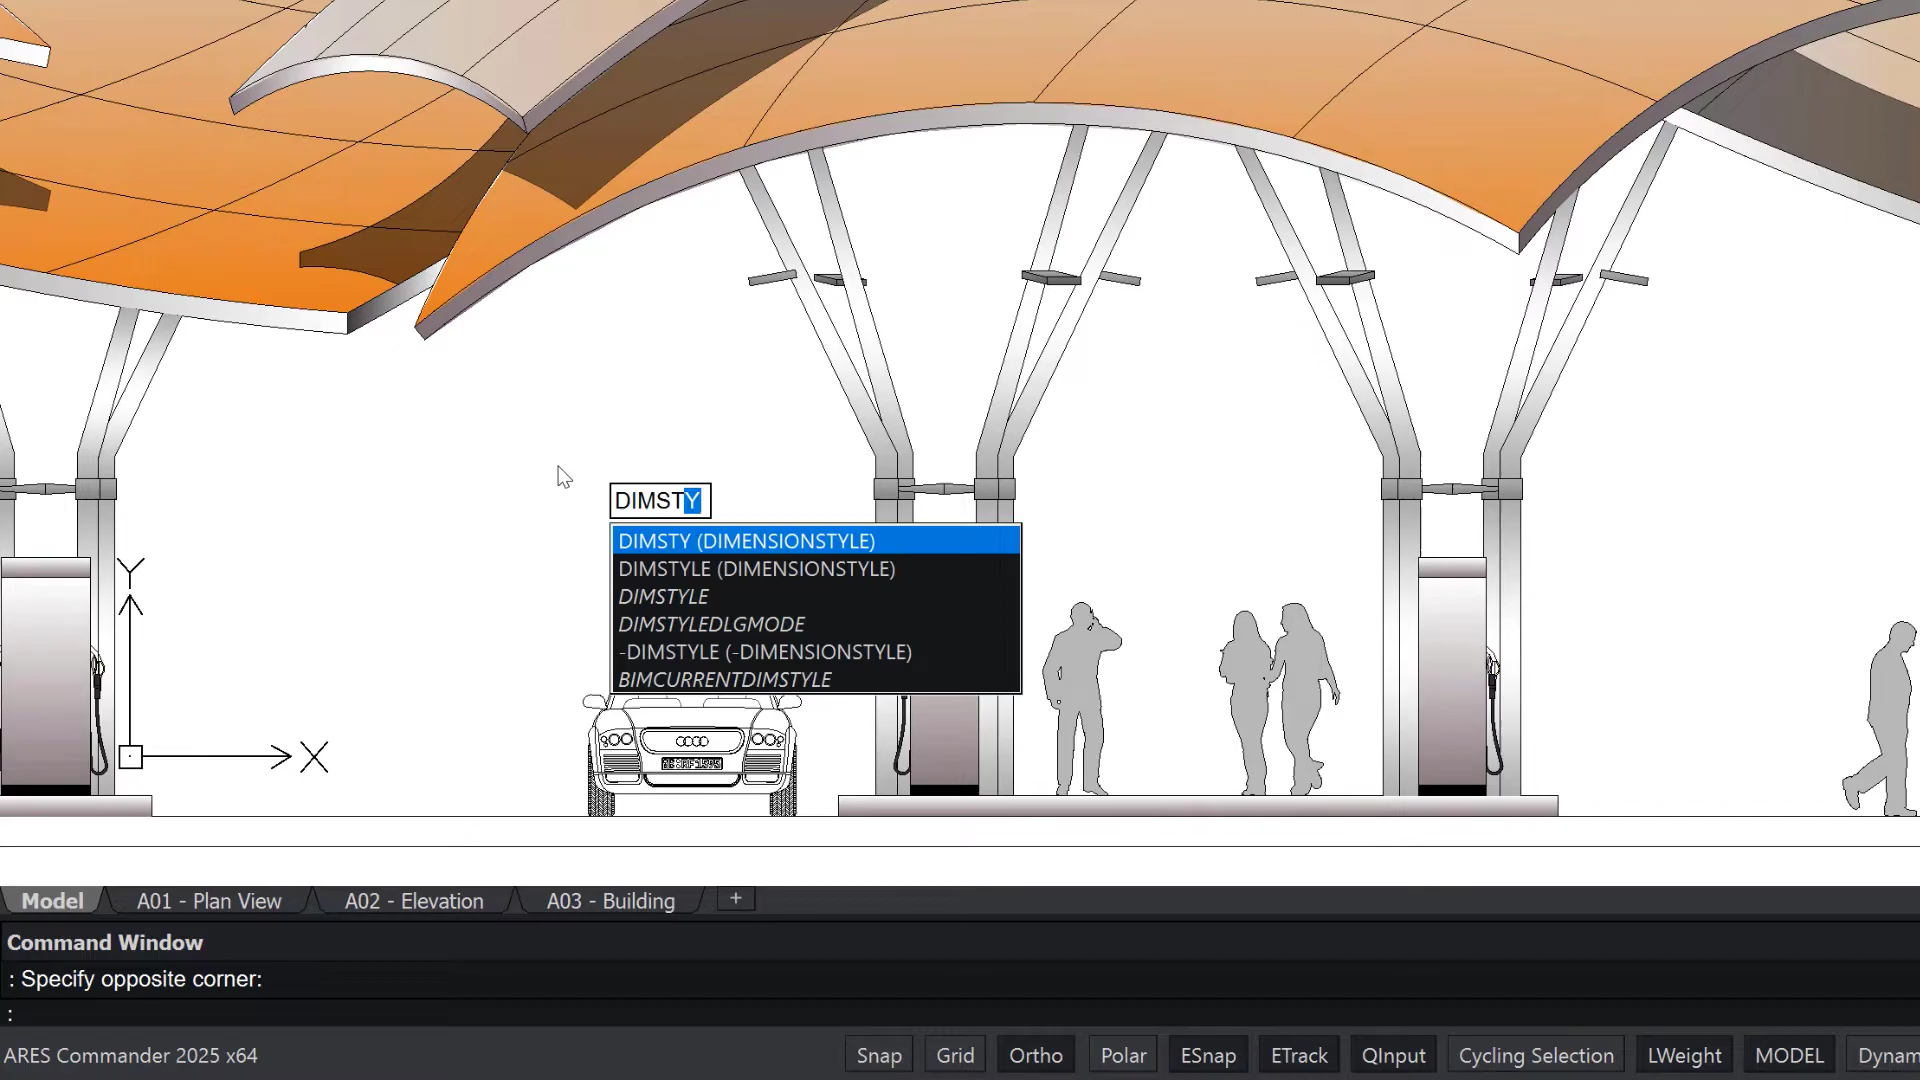 DIMSTY
DIMSTY (DIMENSIONSTYLE)
DIMSTYLE (DIMENSIONSTYLE)
DIMSTYLE
DIMSTYLEDLGMODE
-DIMSTYLE (-DIMENSIONSTYLE)
BIMCURRENTDIMSTYLE
Y
X
Model
A01 - Plan View
A02 - Elevation
A03 - Building
+
Command Window
: Specify opposite corner:
:
ARES Commander 2025 x64
Snap
Grid
Ortho
Polar
ESnap
ETrack
QInput
Cycling Selection
LWeight
MODEL
Dynam